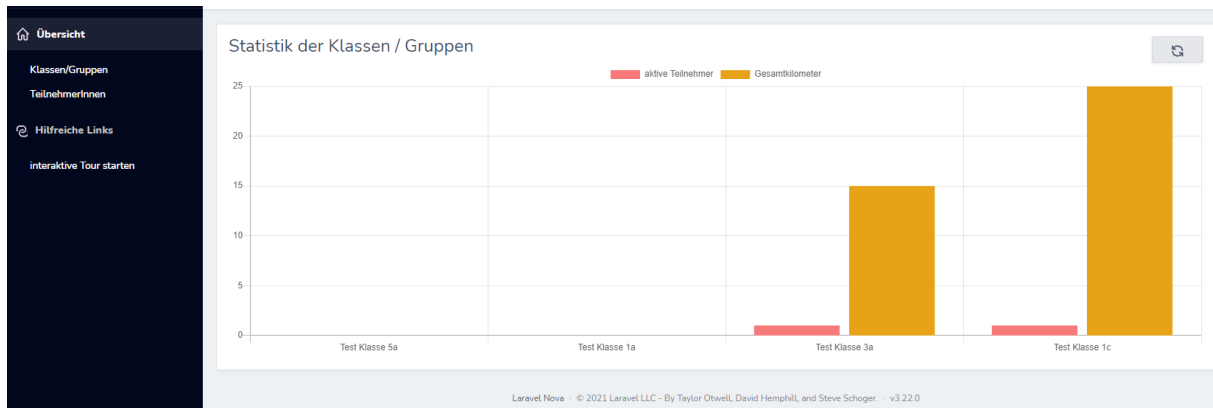 Übersicht
Klassen/Gruppen
TeilnehmerInnen
Hilfreiche Links
interaktive Tour starten
Statistik der Klassen / Gruppen
aktive Teilnehmer Gesamtkilometer
25
20
15
10
5
0
Test Klasse 5a Test Klasse 1a Test Klasse 3a Test Klasse 1c
Laravel Nova · © 2021 Laravel LLC - By Taylor Otwell, David Hemphill, and Steve Schoger. · v3.22.0